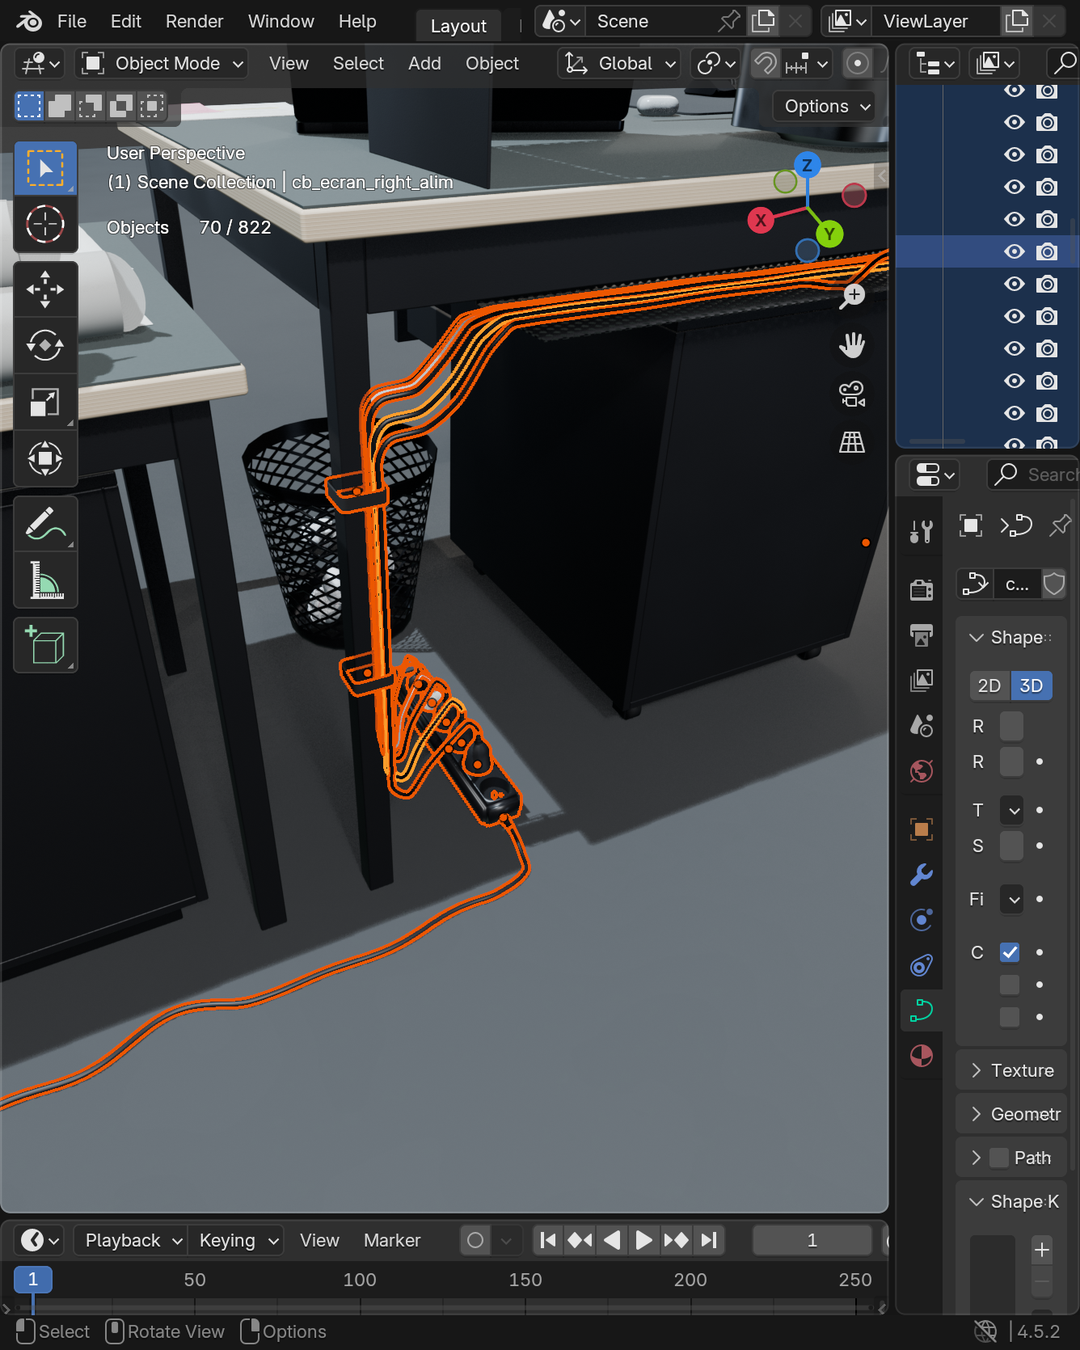 File Edit Render Window Help Layout Scene ViewLayer
Object Mode View Select Add Object Global
Options
User Perspective
(1) Scene Collection | cb_ecran_right_alim
Objects 70 / 822
Z
X
Y
Search
c...
Shape
2D 3D
R
R
T
S
Fi
C
Texture
Geometr
Path
Shape K
Playback Keying View Marker 1
1 50 100 150 200 250
Select Rotate View Options 4.5.2